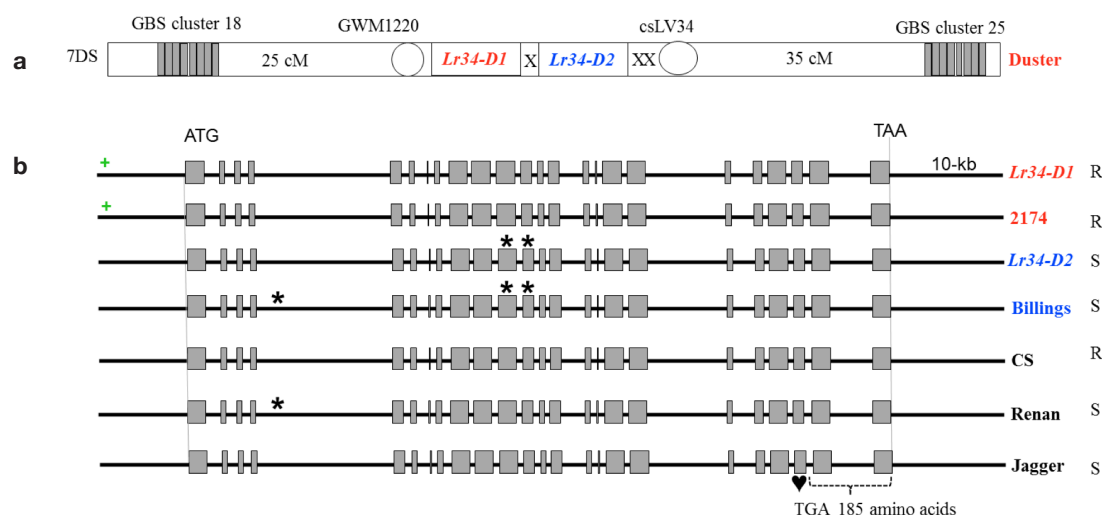 GBS cluster 18 GWM1220 csLV34 GBS cluster 25
a 7DS 25 cM Lr34-D1 X Lr34-D2 XX 35 cM Duster
b ATG TAA
+ 10-kb Lr34-D1 R
+ 2174 R
* * Lr34-D2 S
* * * Billings S
CS R
* Renan S
Jagger S
♥ TGA 185 amino acids